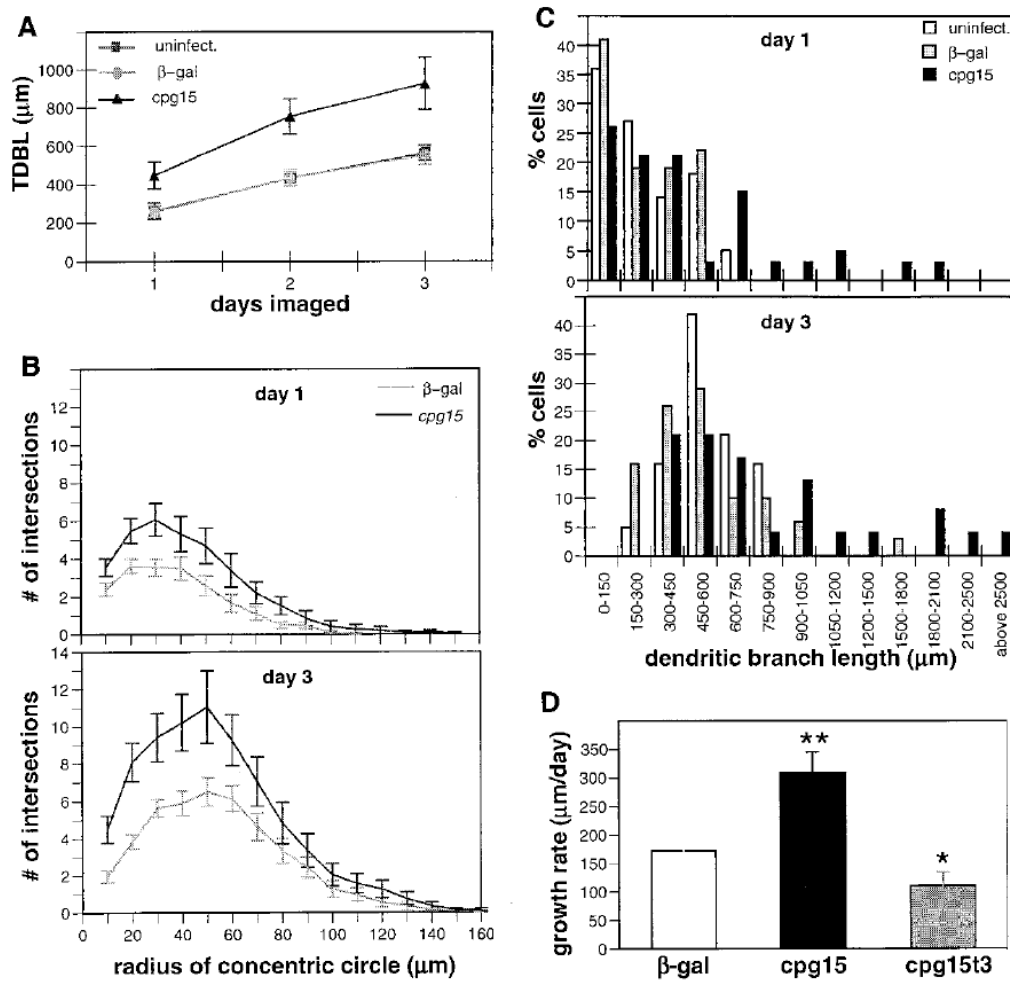 A
uninfect.
β-gal
cpg15
TDBL (μm)
1000
800
600
400
200
0
1 2 3
days imaged
B
day 1
β-gal
cpg15
# of intersections
12
10
8
6
4
2
0
day 3
# of intersections
14
12
10
8
6
4
2
0
0 20 40 60 80 100 120 140 160
radius of concentric circle (μm)
C
day 1
uninfect.
β-gal
cpg15
% cells
40
35
30
25
20
15
10
5
0
day 3
% cells
40
35
30
25
20
15
10
5
0
0-150
150-300
300-450
450-600
600-750
750-900
900-1050
1050-1200
1200-1500
1500-1800
1800-2100
2100-2500
above 2500
dendritic branch length (μm)
D
growth rate (μm/day)
350
300
250
200
150
100
50
0
**
*
β-gal cpg15 cpg15t3